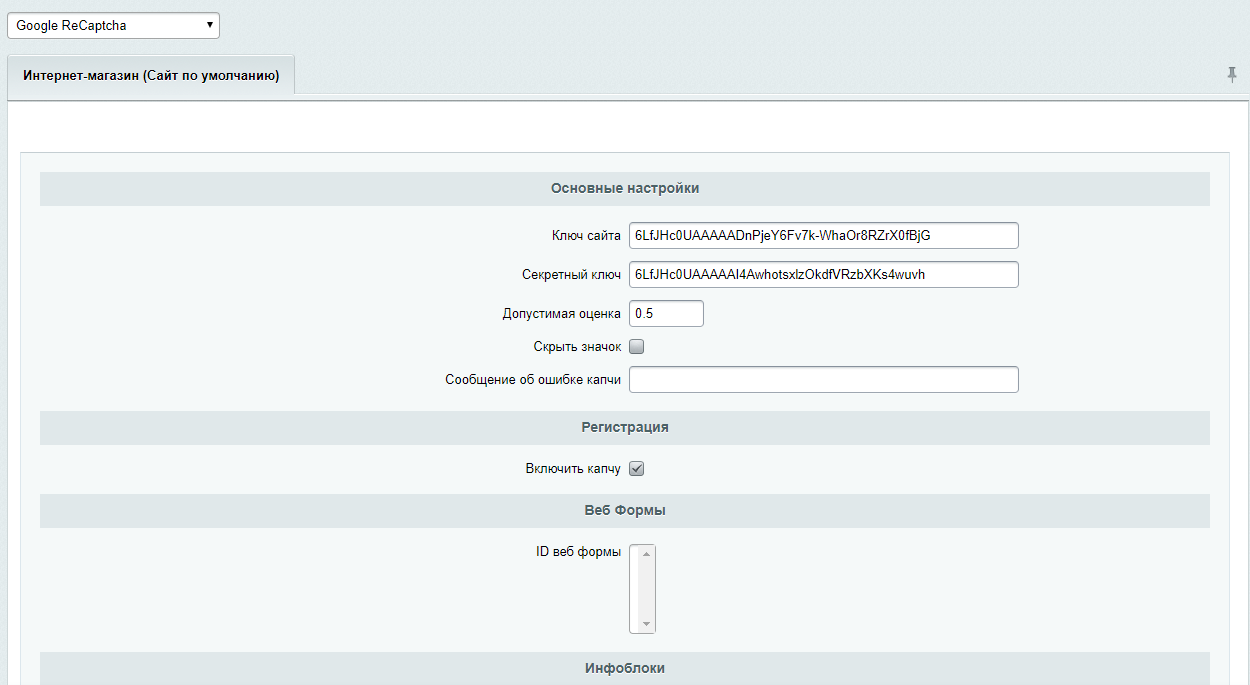 Google ReCaptcha
Интернет-магазин (Сайт по умолчанию)
Основные настройки
Ключ сайта 6LfJHc0UAAAAADnPjeY6Fv7k-WhaOr8RZrX0fBjG
Секретный ключ 6LfJHc0UAAAAAI4AwhotsxlzOkdfVRzbXKs4wuvh
Допустимая оценка 0.5
Скрыть значок
Сообщение об ошибке капчи
Регистрация
Включить капчу
Веб Формы
ID веб формы
Инфоблоки